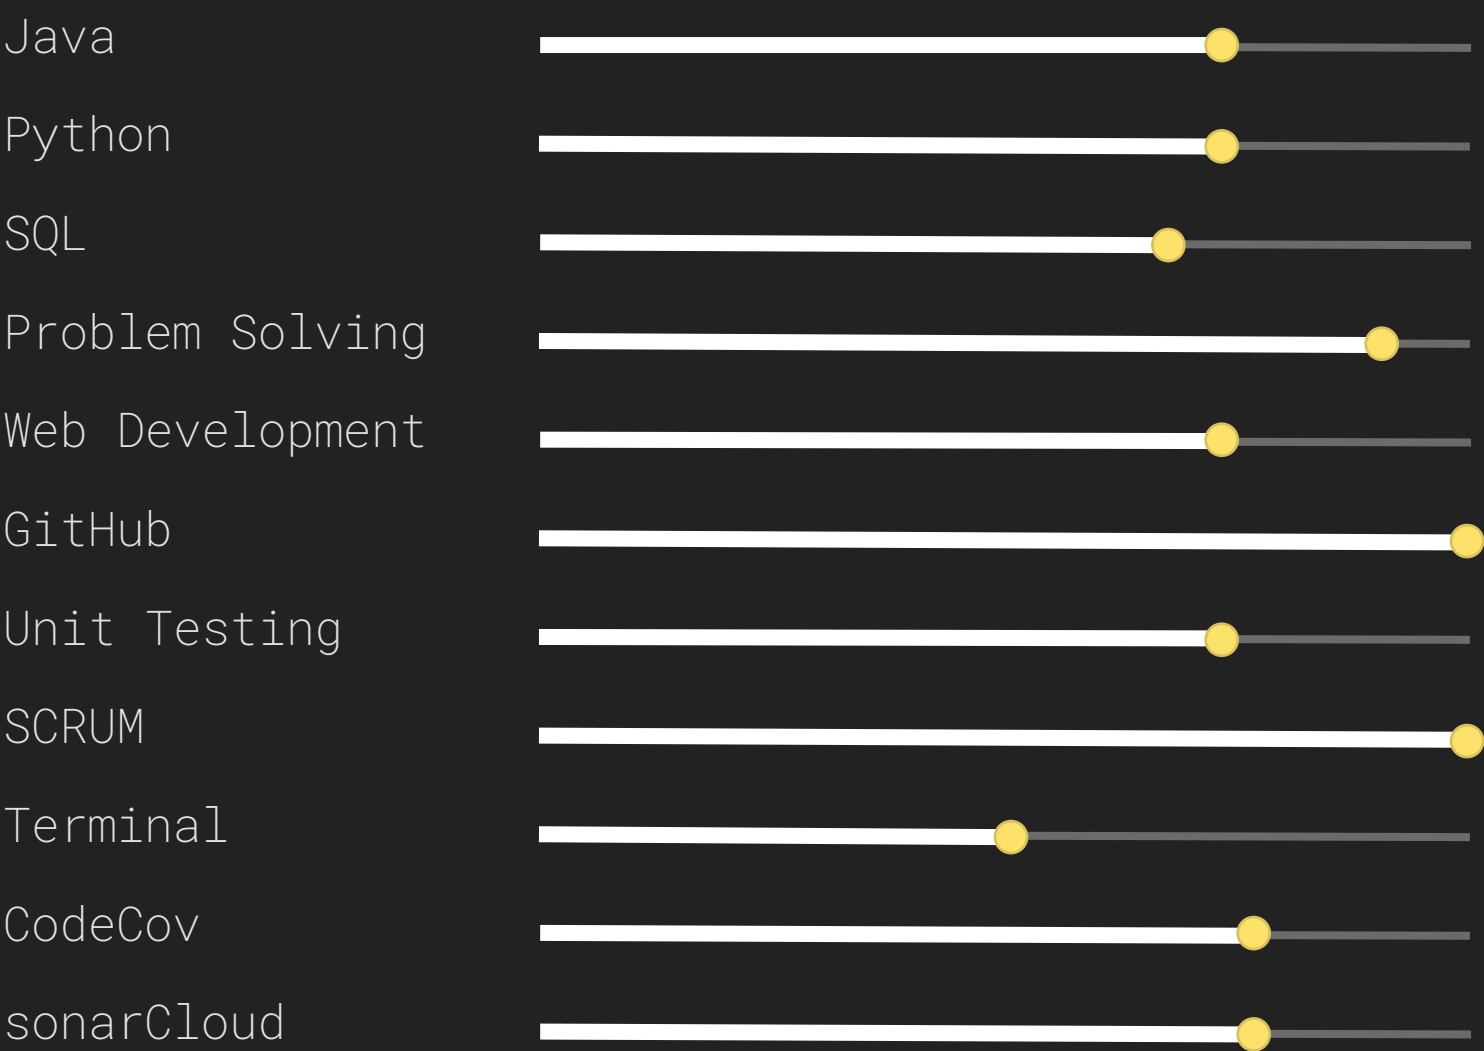 Java
Python
SQL
Problem Solving
Web Development
GitHub
Unit Testing
SCRUM
Terminal
CodeCov
sonarCloud